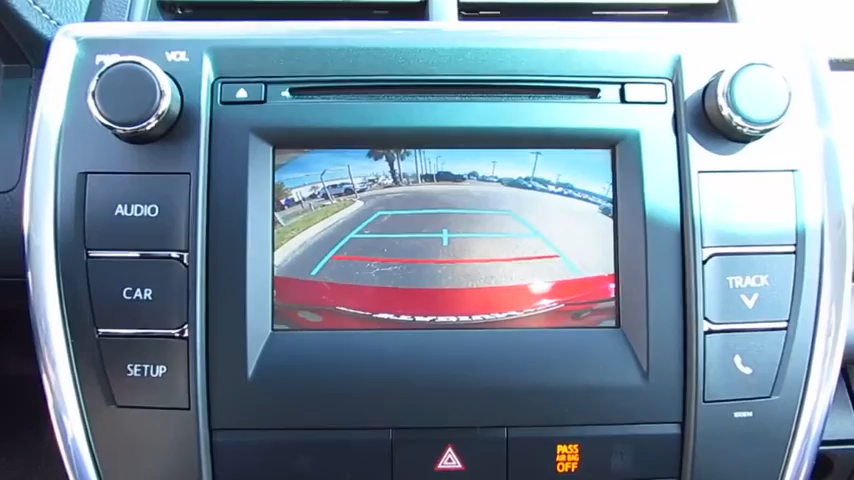 PWR VOL
AUDIO
CAR
SETUP
TRACK
PASS
AIR BAG
OFF